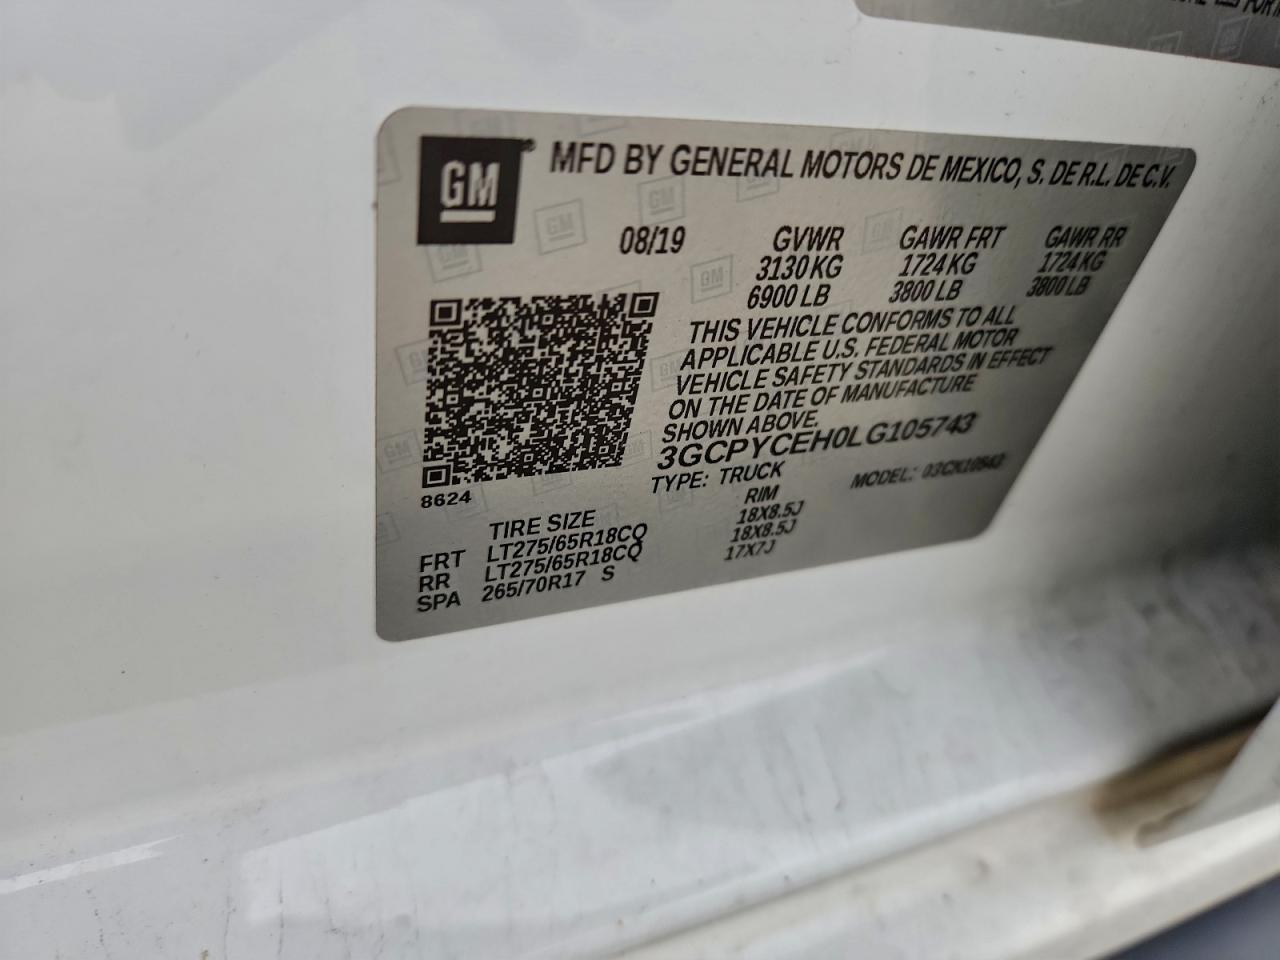 GM
MFD BY GENERAL MOTORS DE MEXICO, S. DE R.L. DE C.V.
08/19 GVWR GAWR FRT GAWR RR
3130 KG 1724 KG 1724 KG
6900 LB 3800 LB 3800 LB
THIS VEHICLE CONFORMS TO ALL
APPLICABLE U.S. FEDERAL MOTOR
VEHICLE SAFETY STANDARDS IN EFFECT
ON THE DATE OF MANUFACTURE
SHOWN ABOVE.
3GCPYCEH0LG105743
TYPE: TRUCK MODEL:
8624
TIRE SIZE RIM
FRT LT275/65R18CQ 18X8.5J
RR LT275/65R18CQ 18X8.5J
SPA 265/70R17 S 17X7J